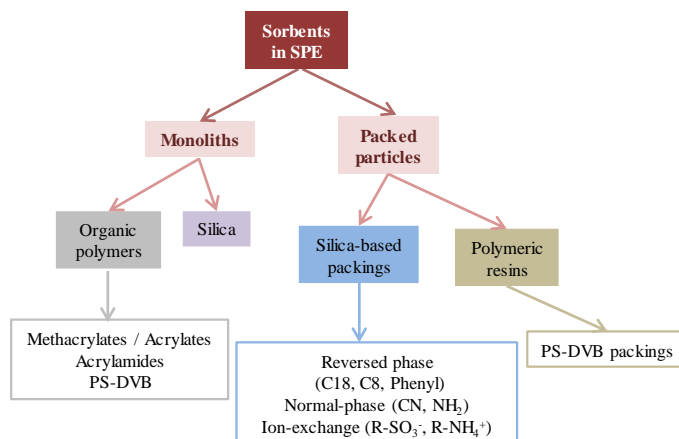 Sorbents
in SPE
Monoliths
Packed
particles
Organic
polymers
Silica
Silica-based
packings
Polymeric
resins
Methacrylates / Acrylates
Acrylamides
PS-DVB
Reversed phase
(C18, C8, Phenyl)
Normal-phase (CN, NH₂)
Ion-exchange (R-SO₃⁻, R-NH₄⁺)
PS-DVB packings